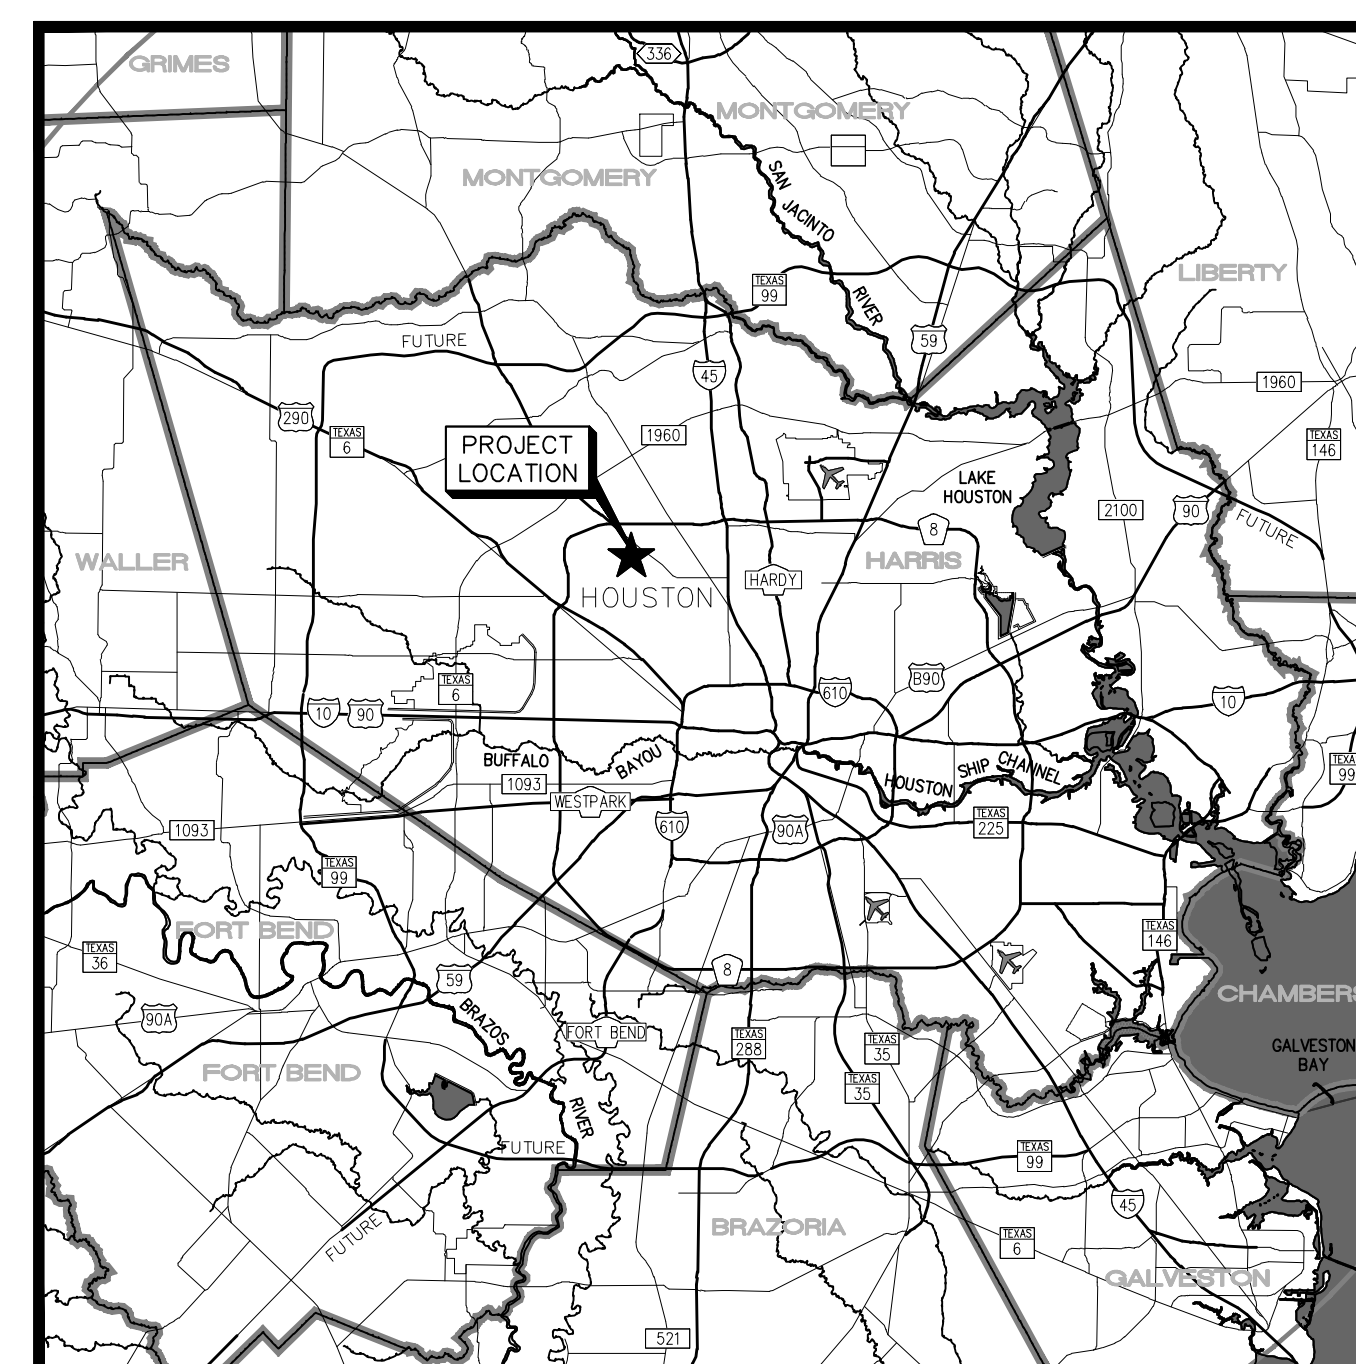 GRIMES
336
MONTGOMERY
MONTGOMERY
SAN
JACINTO
RIVER
LIBERTY
TEXAS
99
FUTURE
59
45
1960
290
TEXAS
6
1960
TEXAS
146
PROJECT
LOCATION
LAKE
HOUSTON
2100
90
FUTURE
8
WALLER
HARRIS
HARDY
HOUSTON
TEXAS
6
B90
610
10
90
10
BUFFALO
BAYOU
1093
HOUSTON
SHIP
CHANNEL
TEXA
99
WESTPARK
1093
610
90A
TEXAS
225
TEXAS
99
FORT BEND
TEXAS
36
TEXAS
146
59
8
CHAMBERS
90A
BRAZOS
FORT BEND
TEXAS
288
TEXAS
35
GALVESTON
BAY
FORT BEND
TEXAS
35
RIVER
FUTURE
TEXAS
99
45
FUTURE
BRAZORIA
TEXAS
6
GALVESTON
521